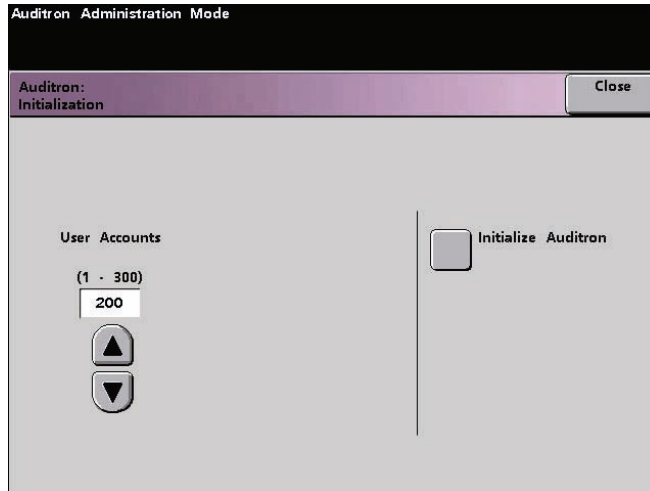 Auditron Administration Mode
Auditron:
Initialization
Close
User Accounts
(1 - 300)
200
Initialize Auditron